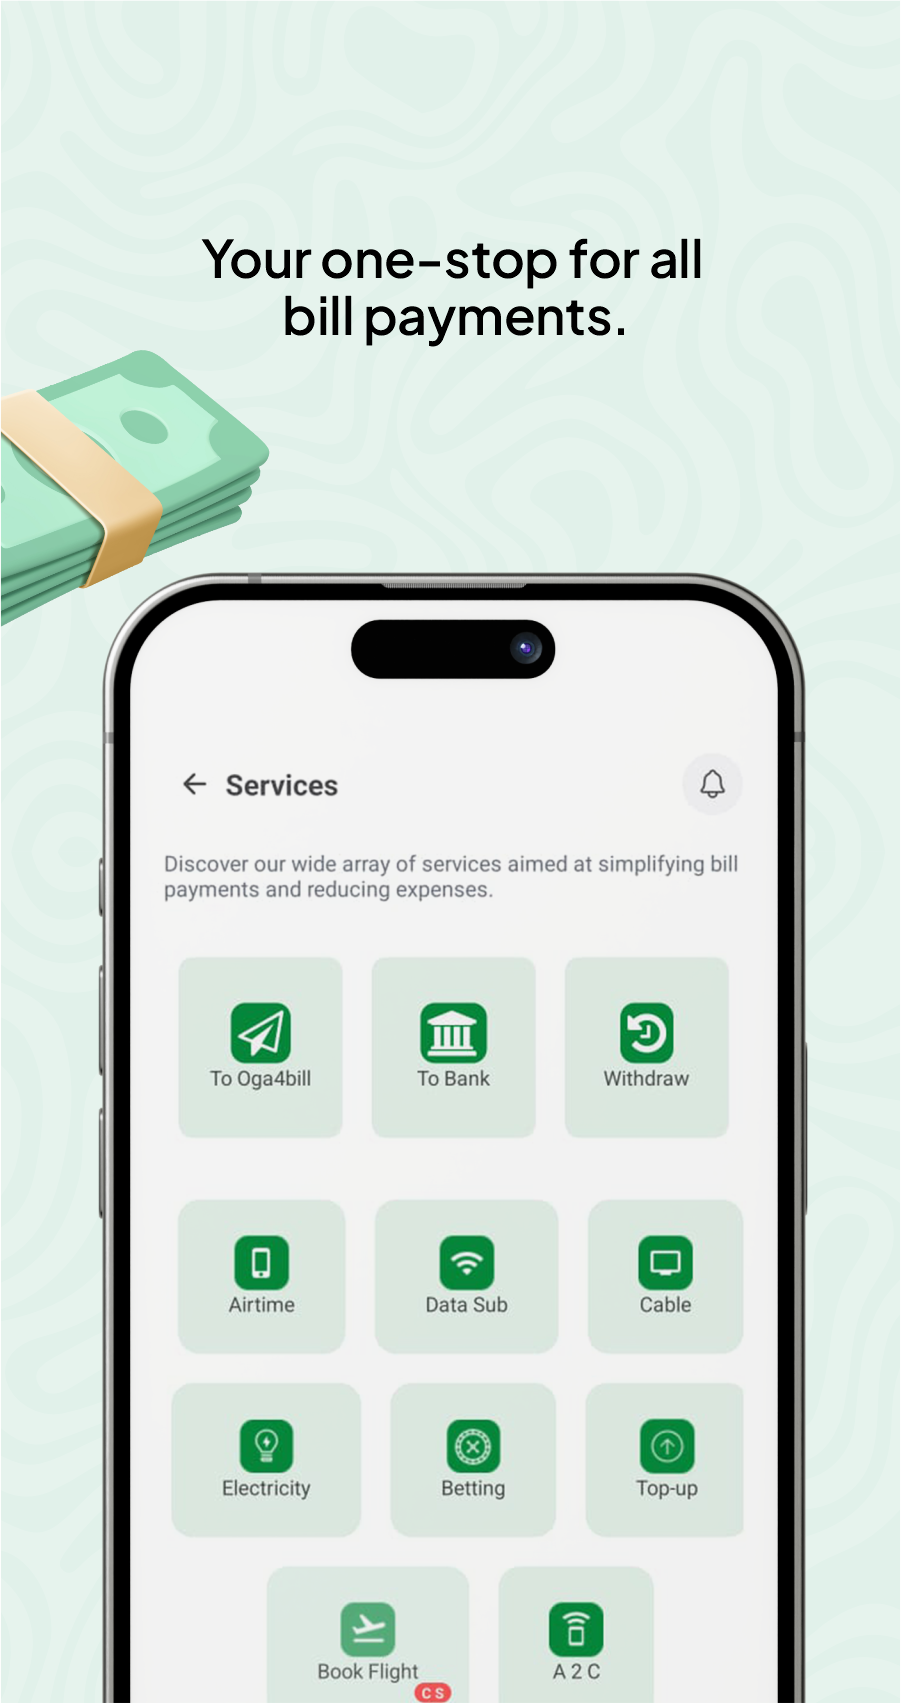 Your one-stop for all
bill payments.
Services
Discover our wide array of services aimed at simplifying bill
payments and reducing expenses.
To Oga4bill
To Bank
Withdraw
Airtime
Data Sub
Cable
Electricity
Betting
Top-up
Book Flight
C S
A 2 C